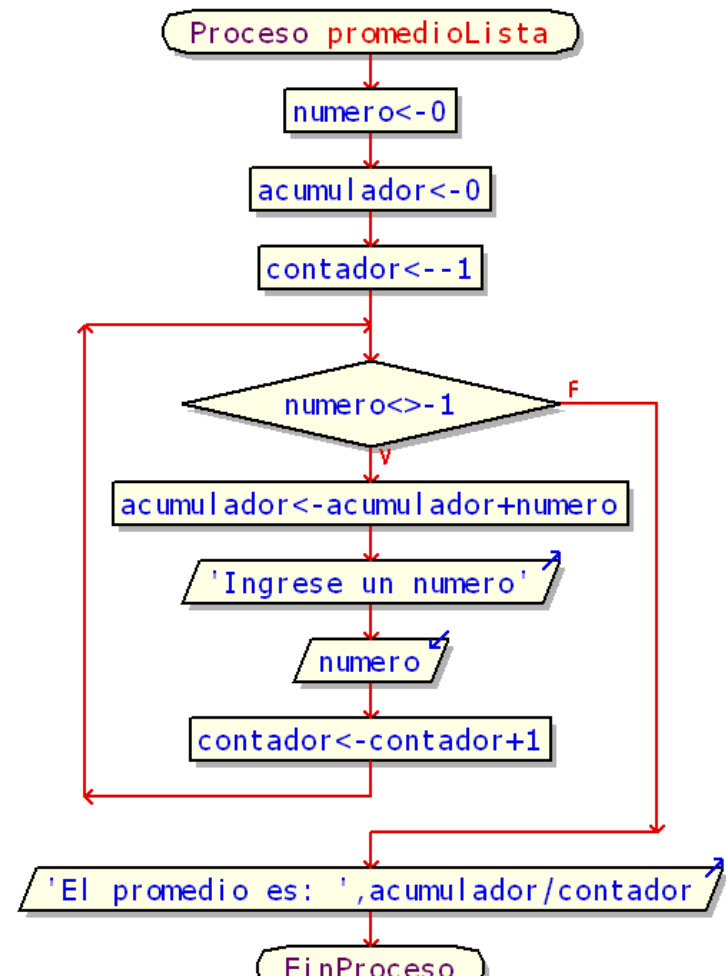 Proceso promedioLista
numero<-0
acumulador<-0
contador<--1
numero<>-1
F
V
acumulador<-acumulador+numero
'Ingrese un numero'
numero
contador<-contador+1
'El promedio es: ',acumulador/contador
FinProceso